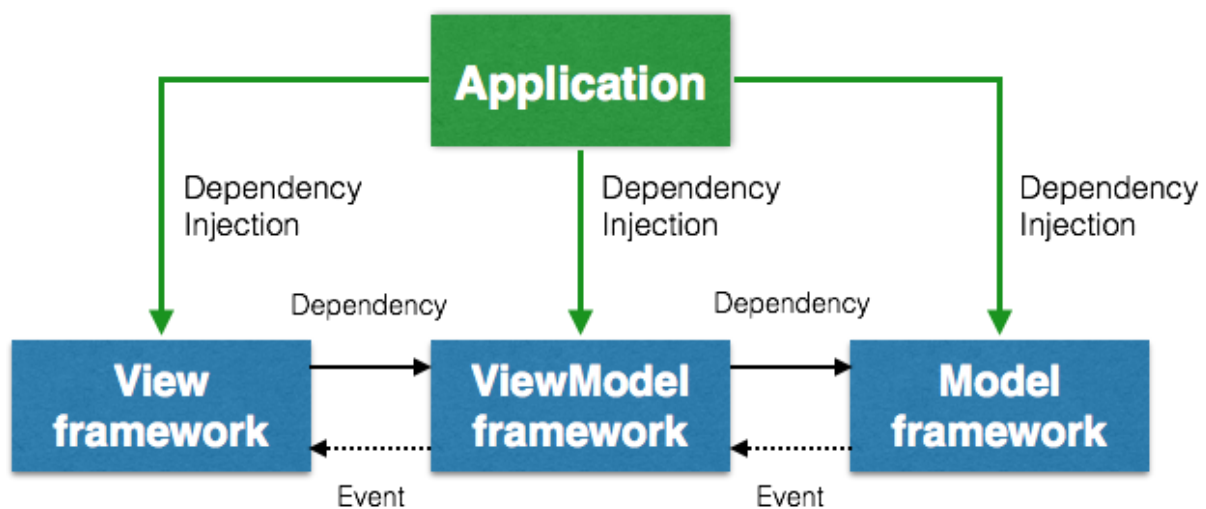 Application
Dependency
Injection
Dependency
Injection
Dependency
Injection
Dependency
Dependency
View
framework
ViewModel
framework
Model
framework
Event
Event